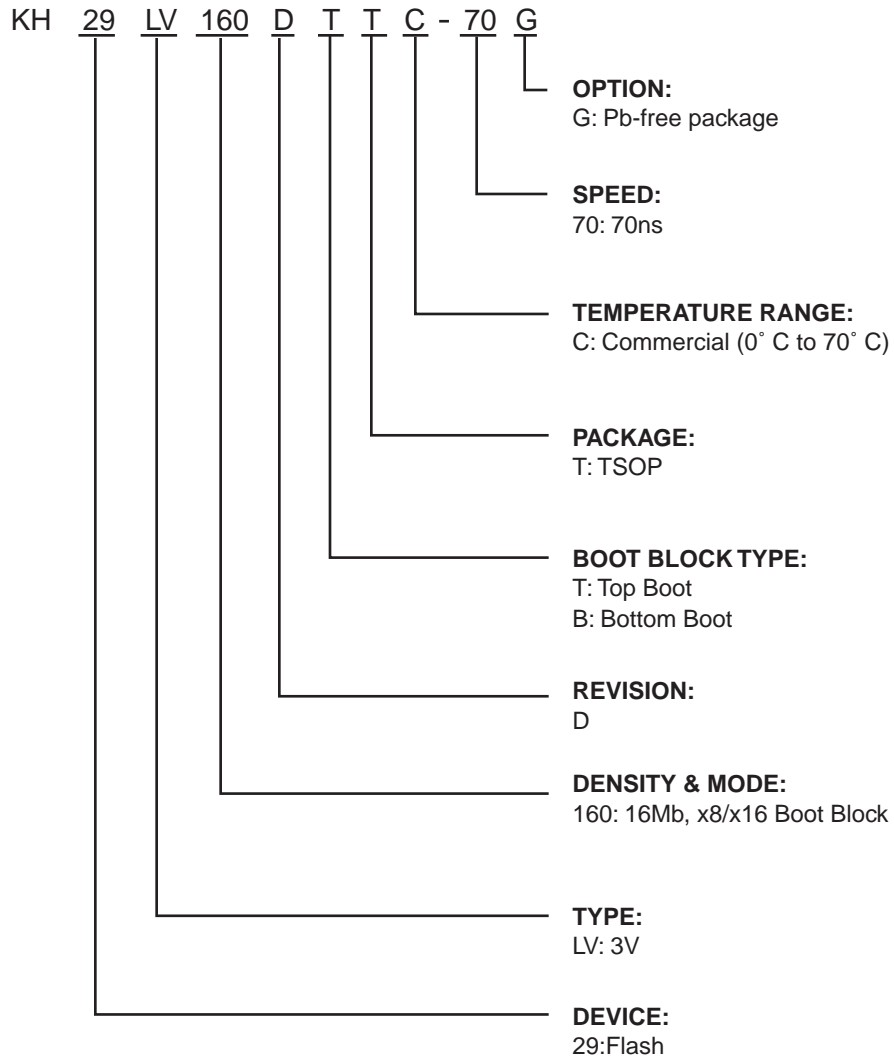 KH 29 LV 160 D T T C - 70 G
OPTION:
G: Pb-free package
SPEED:
70: 70ns
TEMPERATURE RANGE:
C: Commercial (0˚ C to 70˚ C)
PACKAGE:
T: TSOP
BOOT BLOCK TYPE:
T: Top Boot
B: Bottom Boot
REVISION:
D
DENSITY & MODE:
160: 16Mb, x8/x16 Boot Block
TYPE:
LV: 3V
DEVICE:
29:Flash